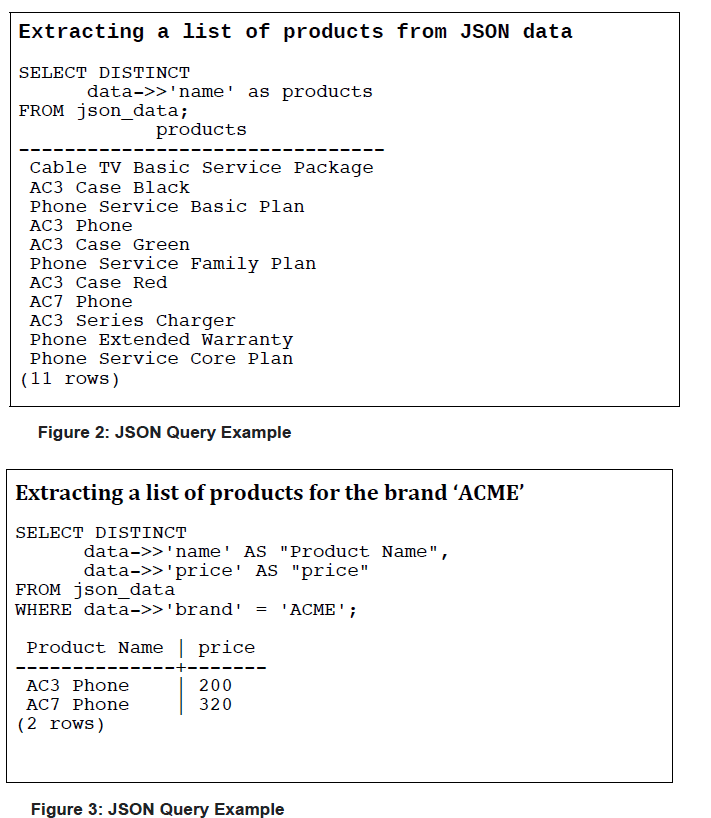 Extracting a list of products from JSON data
SELECT DISTINCT
data->>'name' as products
FROM json_data;
products
--------------------------------
Cable TV Basic Service Package
AC3 Case Black
Phone Service Basic Plan
AC3 Phone
AC3 Case Green
Phone Service Family Plan
AC3 Case Red
AC7 Phone
AC3 Series Charger
Phone Extended Warranty
Phone Service Core Plan
(11 rows)
Figure 2: JSON Query Example
Extracting a list of products for the brand ‘ACME’
SELECT DISTINCT
data->>'name' AS "Product Name",
data->>'price' AS "price"
FROM json_data
WHERE data->>'brand' = 'ACME';
Product Name | price
--------------+-------
AC3 Phone | 200
AC7 Phone | 320
(2 rows)
Figure 3: JSON Query Example